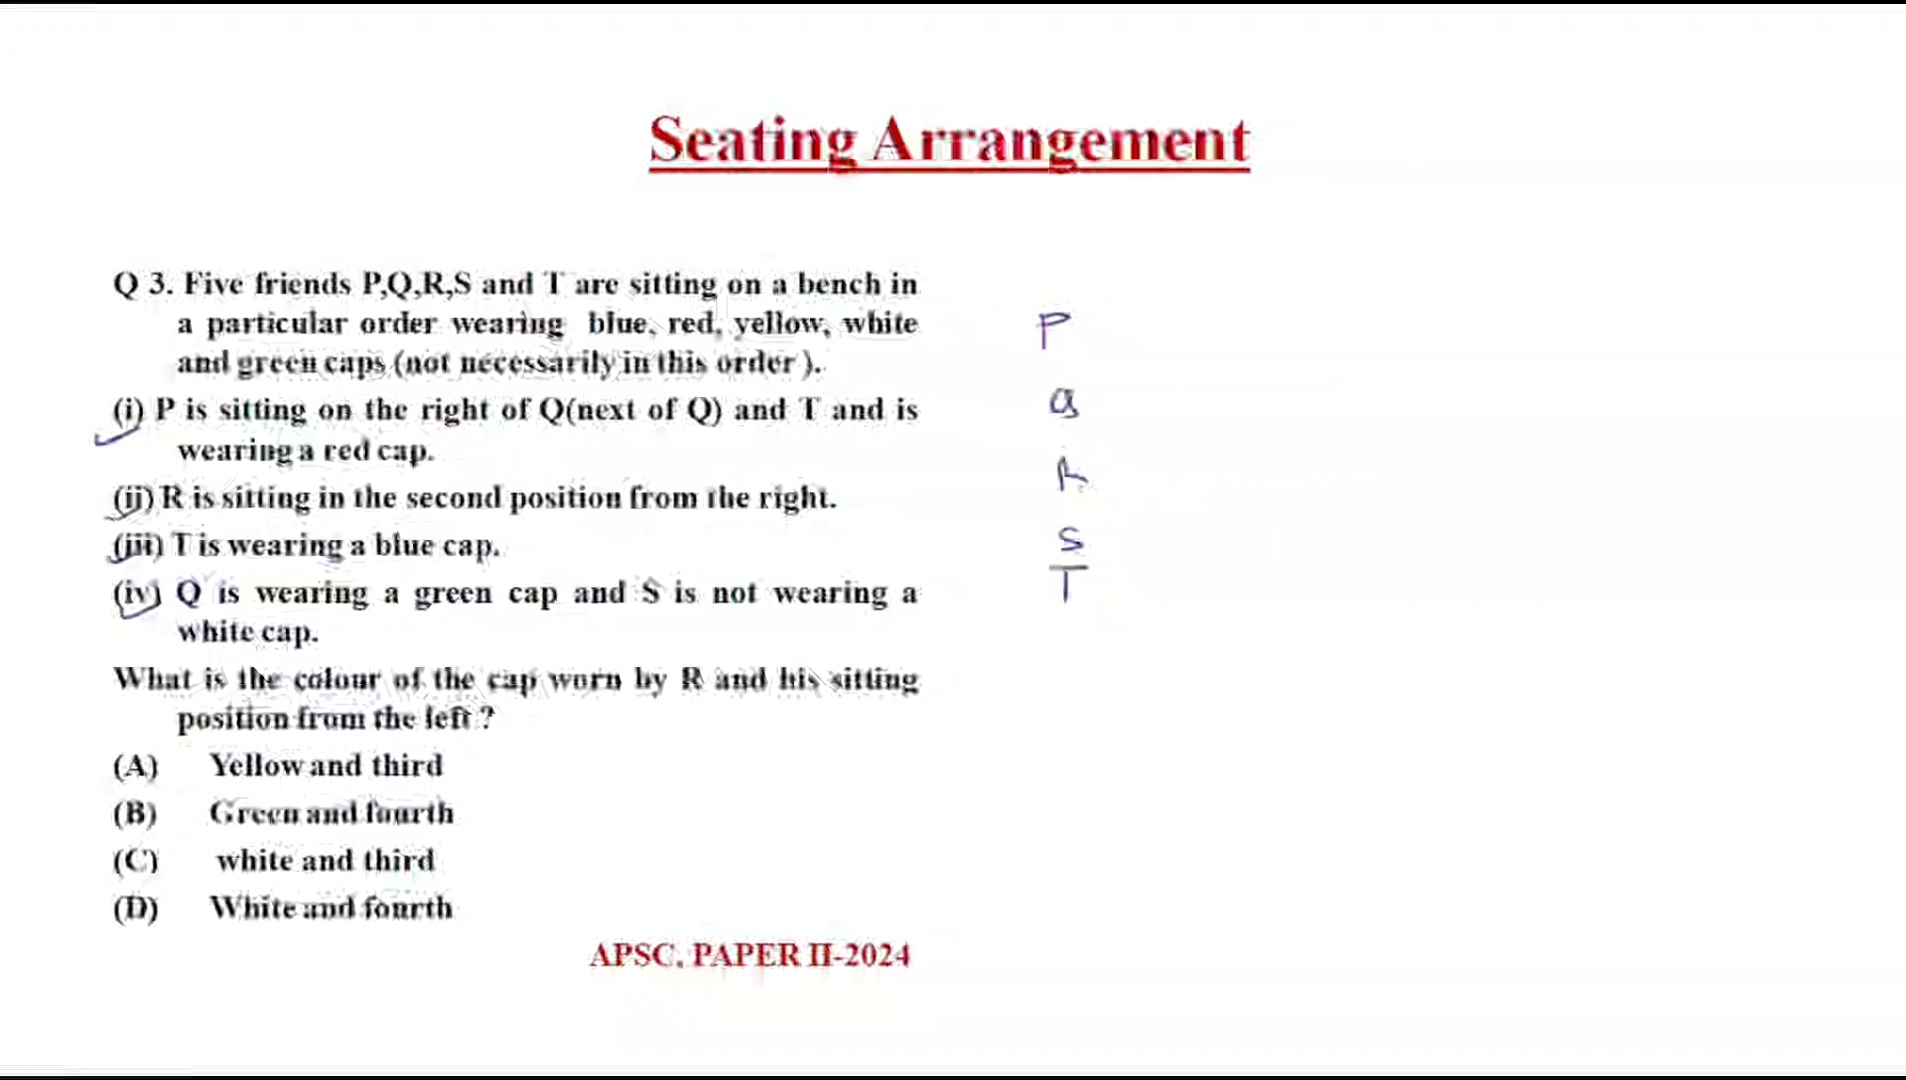 Seating Arrangement
Q 3. Five friends P,Q,R,S and T are sitting on a bench in
a particular order wearing blue, red, yellow, white
and green caps (not necessarily in this order ).
(i) P is sitting on the right of Q(next of Q) and T and is
wearing a red cap.
(ii) R is sitting in the second position from the right.
(iii) T is wearing a blue cap.
(iv) Q is wearing a green cap and S is not wearing a
white cap.
What is the colour of the cap worn by R and his sitting
position from the left ?
(A) Yellow and third
(B) Green and fourth
(C) white and third
(D) White and fourth
APSC, PAPER II-2024
P
Q
R
S
T